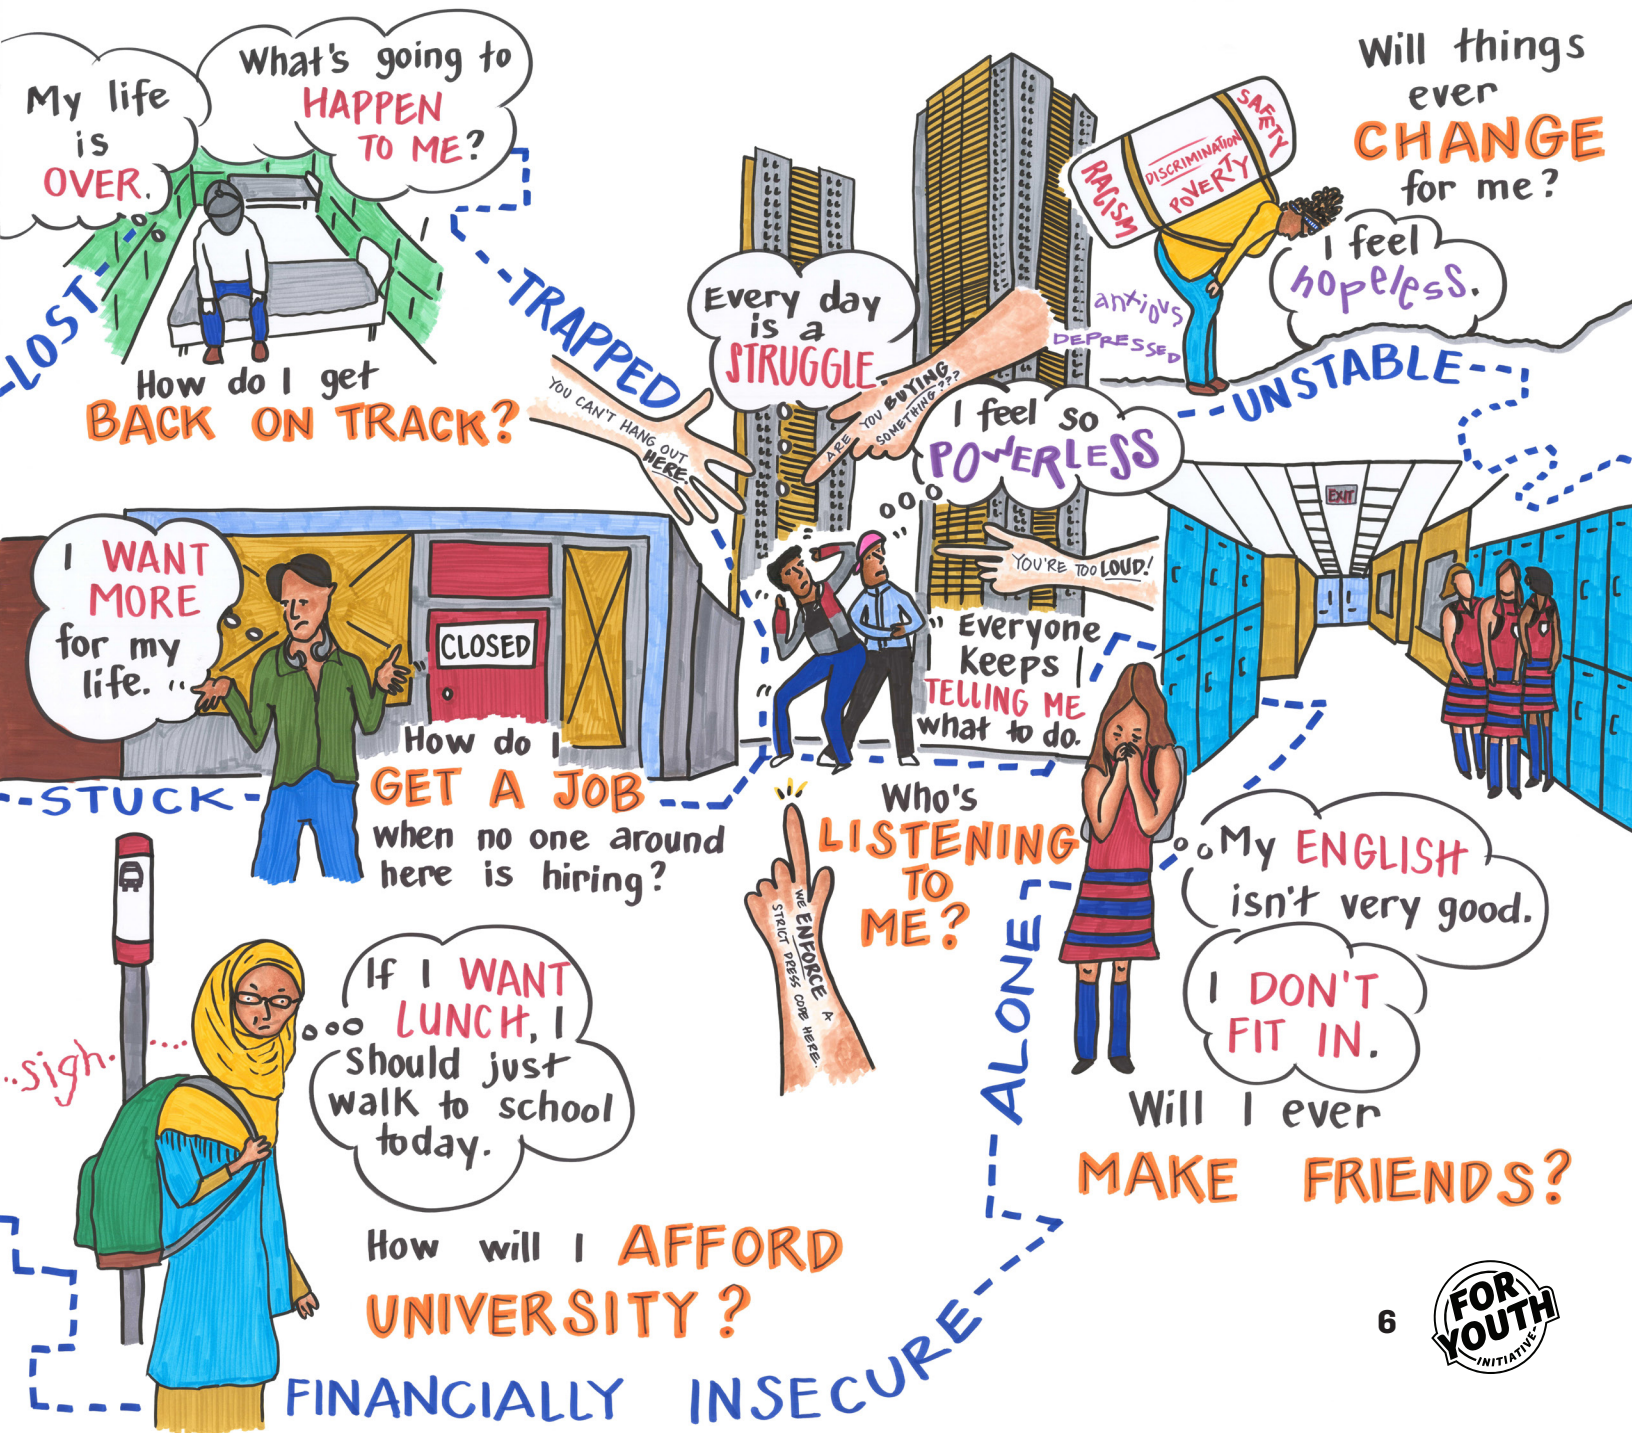 My life
is
OVER.
What's going to
HAPPEN
TO ME?
LOST
How do I get
BACK ON TRACK?
TRAPPED
YOU CAN'T HANG OUT
HERE.
Every day
is a
STRUGGLE.
ARE YOU BUYING
SOMETHING???
I feel so
POWERLESS
YOU'RE TOO LOUD!
Everyone
keeps
TELLING ME
what to do.
RACISM
DISCRIMINATION
POVERTY
SAFETY
Will things
ever
CHANGE
for me?
I feel
hopeless.
anxious
DEPRESSED
UNSTABLE
I WANT
MORE
for my
life.
CLOSED
STUCK
How do I
GET A JOB
when no one around
here is hiring?
Who's
LISTENING
TO
ME?
WE ENFORCE A
STRICT DRESS CODE HERE.
EXIT
My ENGLISH
isn't very good.
I DON'T
FIT IN.
Will I ever
MAKE FRIENDS?
ALONE
..sigh.....
If I WANT
LUNCH, I
should just
walk to school
today.
How will I AFFORD
UNIVERSITY?
FINANCIALLY INSECURE
6
FOR
YOUTH
INITIATIVE